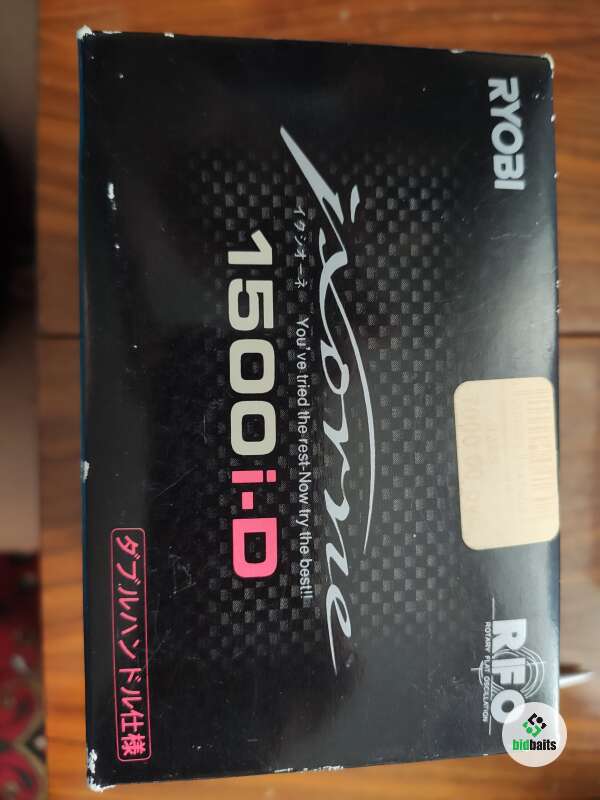 RYOBI
ixorne
イクシオーネ
You've tried the rest-Now try the best!!
1500i-D
ダブルハンドル仕様
RIFO
ROTARY FLAT OSCILLATION
bidbaits